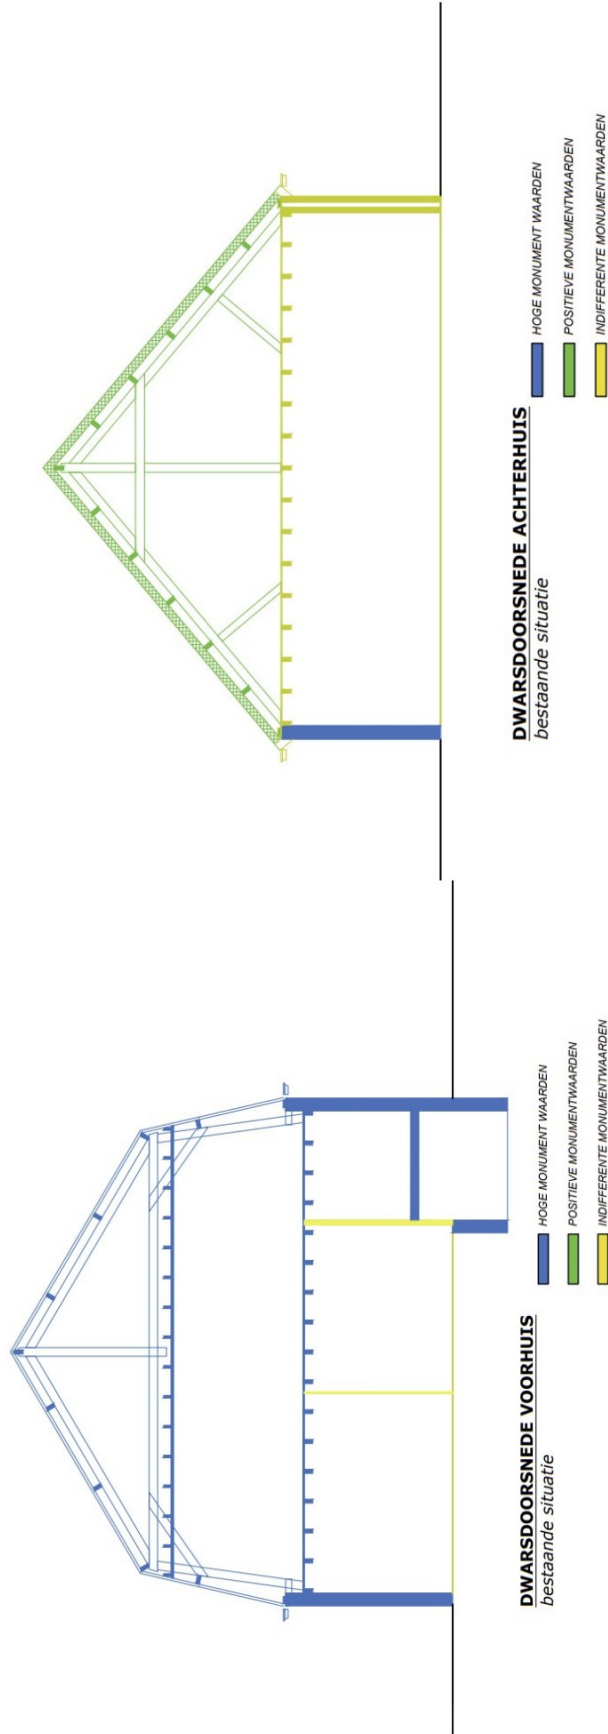 DWARSDOORSNEDE VOORHUIS
bestaande situatie
HOGE MONUMENT WAARDEN
POSITIEVE MONUMENTWAARDEN
INDIFFERENTE MONUMENTWAARDEN
DWARSDOORSNEDE ACHTERHUIS
bestaande situatie
HOGE MONUMENT WAARDEN
POSITIEVE MONUMENTWAARDEN
INDIFFERENTE MONUMENTWAARDEN